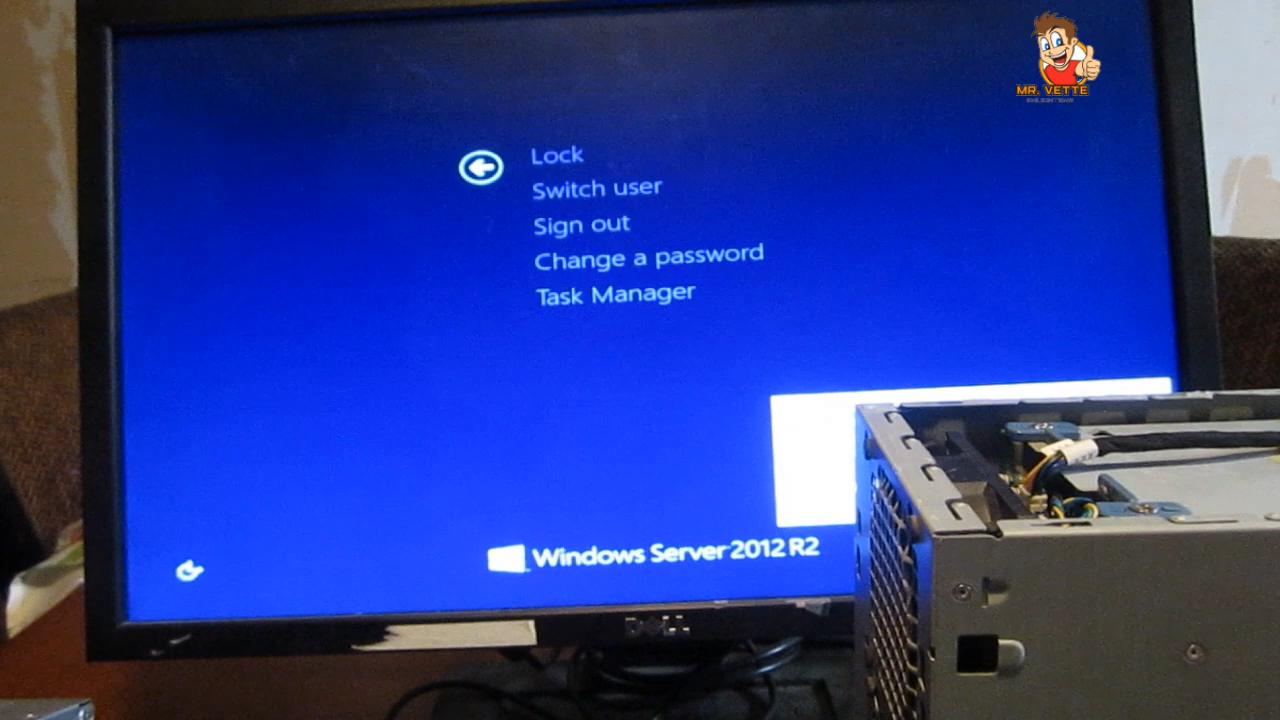 MR. VETTE
Lock
Switch user
Sign out
Change a password
Task Manager
Windows Server 2012 R2
DELL